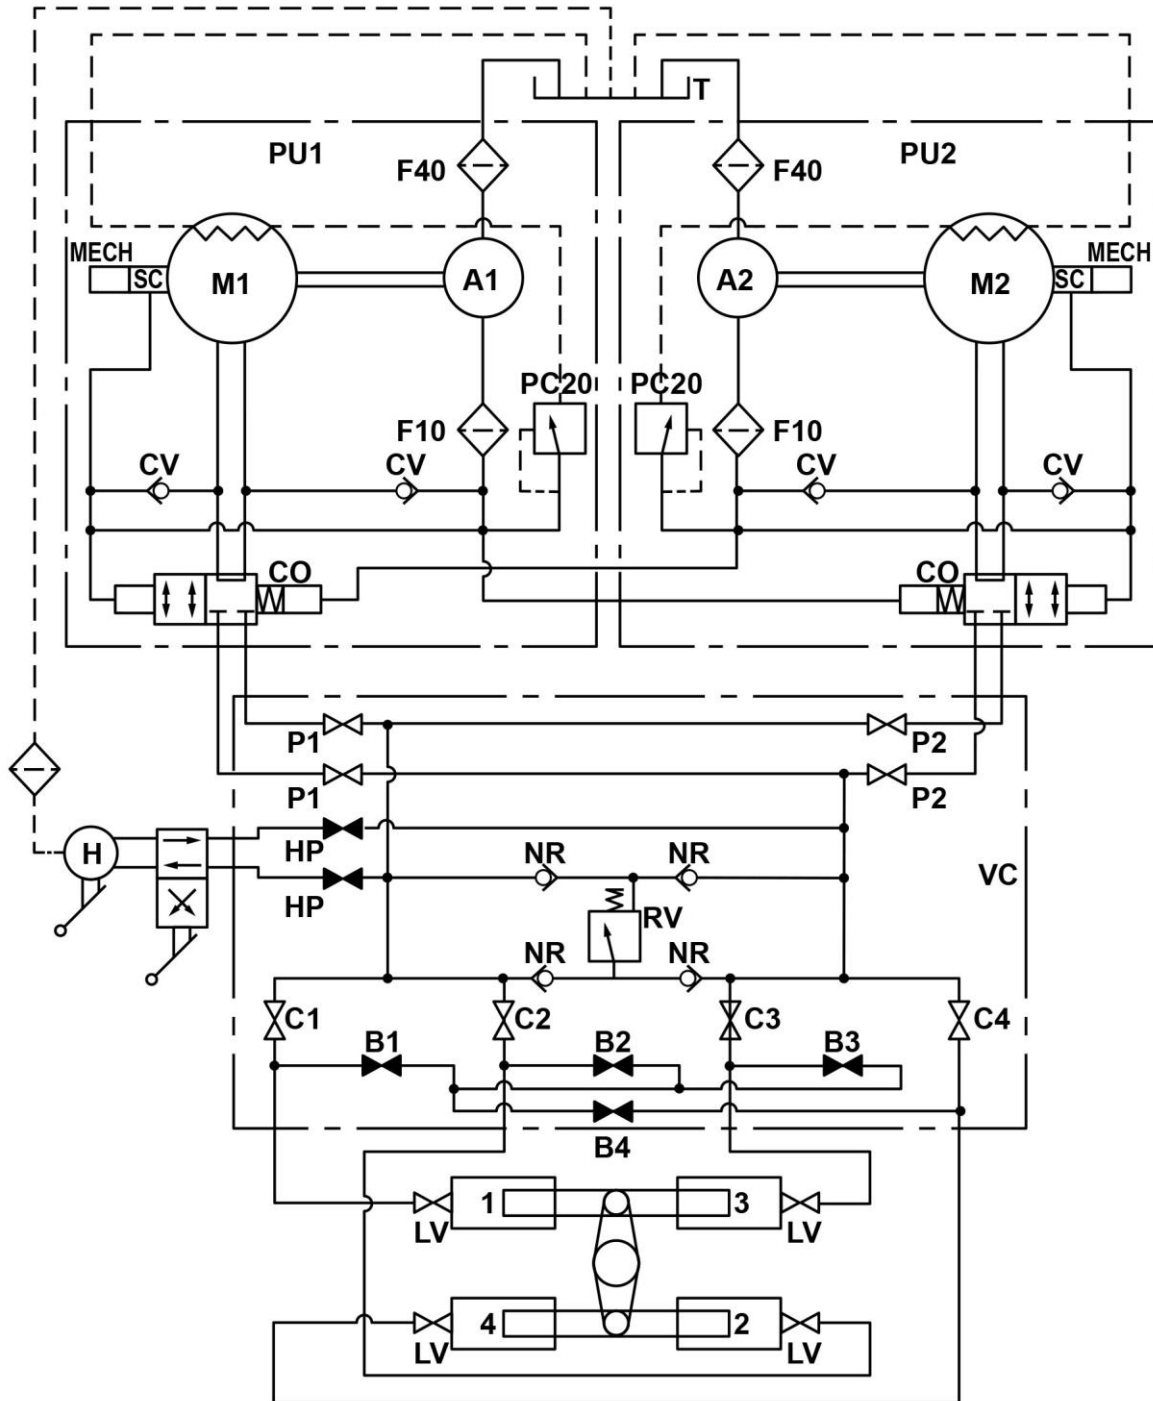 T
PU1
PU2
F40
F40
MECH
SC
M1
A1
A2
M2
SC
MECH
PC20
PC20
F10
F10
CV
CV
CV
CV
CO
CO
P1
P2
P1
P2
H
HP
HP
NR
NR
VC
RV
NR
NR
C1
C2
C3
C4
B1
B2
B3
B4
1
3
LV
LV
4
2
LV
LV